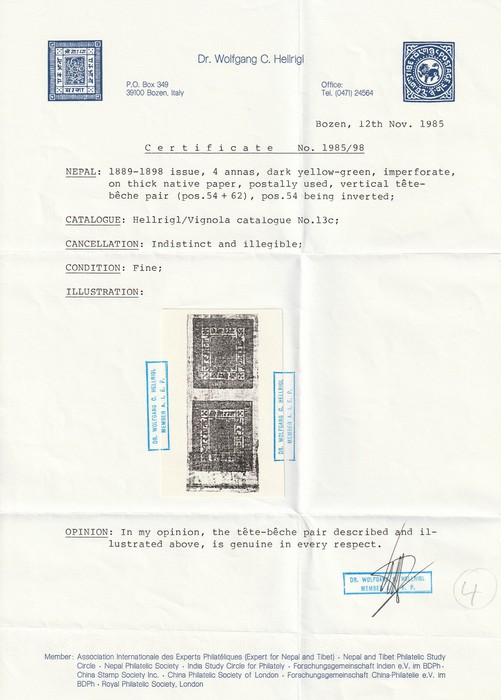 Dr. Wolfgang C. Hellrigl
P.O. Box 349
39100 Bozen, Italy
Office:
Tel. (0471) 24564
Bozen, 12th Nov. 1985
Certificate No. 1985/98
NEPAL: 1889-1898 issue, 4 annas, dark yellow-green, imperforate,
on thick native paper, postally used, vertical tête-
bêche pair (pos.54 + 62), pos.54 being inverted;
CATALOGUE: Hellrigl/Vignola catalogue No.13c;
CANCELLATION: Indistinct and illegible;
CONDITION: Fine;
ILLUSTRATION:
DR. WOLFGANG C. HELLRIGL
MEMBER A. I. E. P.
DR. WOLFGANG C. HELLRIGL
MEMBER A. I. E. P.
OPINION: In my opinion, the tête-bêche pair described and il-
lustrated above, is genuine in every respect.
DR. WOLFGANG C. HELLRIGL
MEMBER A. I. E. P.
4
Member: Association Internationale des Experts Philatéliques (Expert for Nepal and Tibet) · Nepal and Tibet Philatelic Study
Circle · Nepal Philatelic Society · India Study Circle for Philately · Forschungsgemeinschaft Indien e.V. im BDPh ·
China Stamp Society Inc. · China Philatelic Society of London · Forschungsgemeinschaft China-Philatelie e.V. im
BDPh · Royal Philatelic Society, London